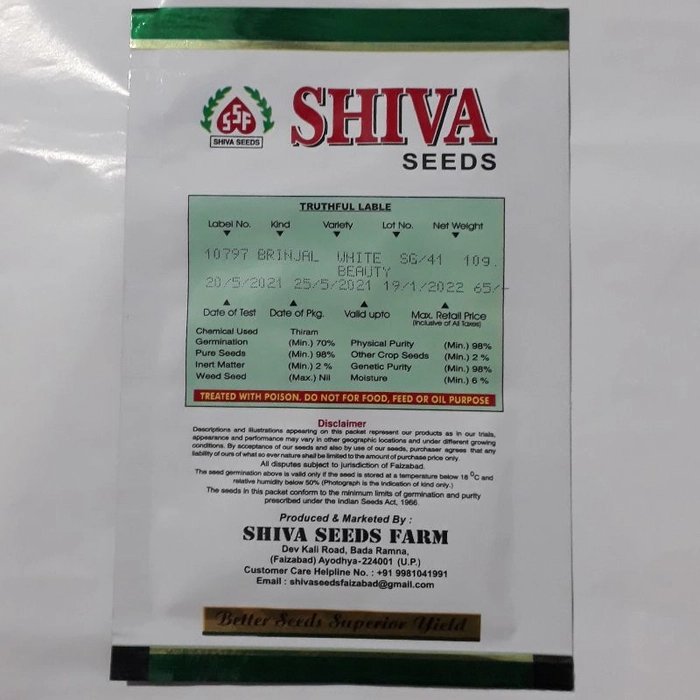 SSF
SHIVA SEEDS
SHIVA
SEEDS
TRUTHFUL LABLE
Label No. Kind Variety Lot No. Net Weight
10797 BRINJAL WHITE SG/41 10g.
BEAUTY
20/5/2021 25/5/2021 19/1/2022 65/-
Date of Test Date of Pkg. Valid upto Max. Retail Price
(Inclusive of All Taxes)
Chemical Used Thiram
Germination (Min.) 70% Physical Purity (Min.) 98%
Pure Seeds (Min.) 98% Other Crop Seeds (Min.) 2 %
Inert Matter (Min.) 2 % Genetic Purity (Min.) 98%
Weed Seed (Max.) Nil Moisture (Min.) 6 %
TREATED WITH POISON. DO NOT FOR FOOD, FEED OR OIL PURPOSE
Disclaimer
Descriptions and Illustrations appearing on this packet represent our products as in our trials,
appearance and performance may vary in other geographic locations and under different growing
conditions. By acceptance of our seeds and also by use of our seeds, purchaser agrees that any
liability of ours of what so ever nature shall be limited to the amount of purchase price only.
All disputes subject to jurisdiction of Faizabad.
The seed germination above is valid only if the seed is stored at a temperature below 18 °C and
relative humidity below 50% (Photograph is the indication of kind only.)
The seeds in this packet conform to the minimum limits of germination and purity
prescribed under the Indian Seeds Act, 1966.
Produced & Marketed By :
SHIVA SEEDS FARM
Dev Kali Road, Bada Ramna,
(Faizabad) Ayodhya-224001 (U.P.)
Customer Care Helpline No. : +91 9981041991
Email : shivaseedsfaizabad@gmail.com
Better Seeds Superior Yield